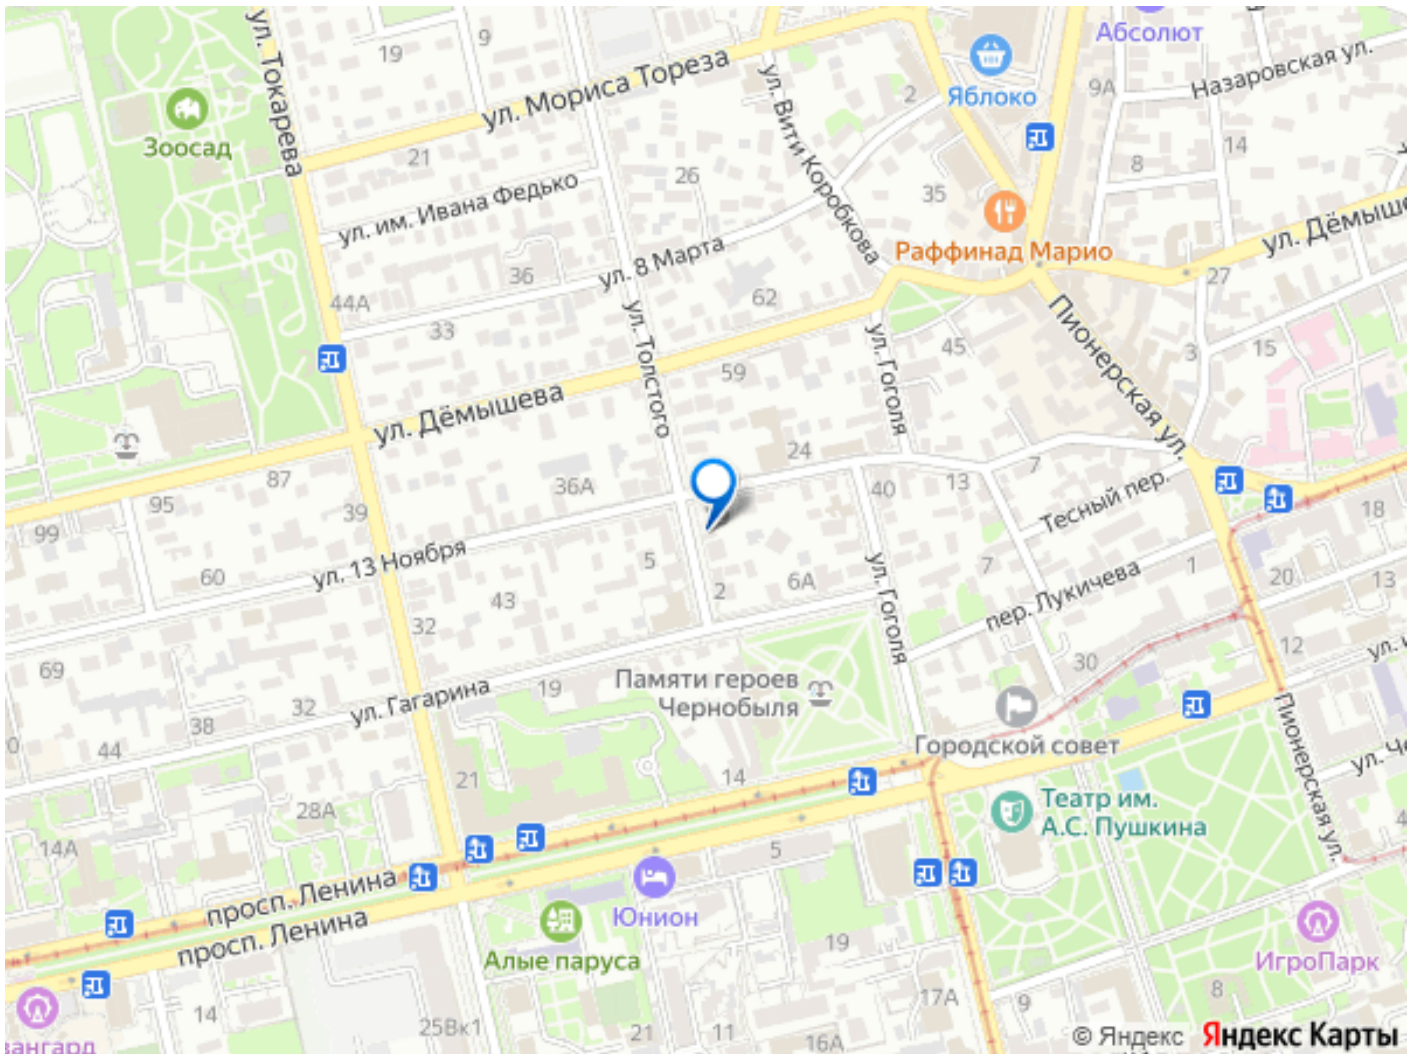 Абсолют
ул. Токарева
19
9
ул. Мориса Тореза
ул. Вити Коробкова
2
Яблоко
9А
Назаровская ул.
Зоосад
21
ул. им. Ивана Федько
26
35
8
14
Раффинад Марио
ул. Дёмыше
36
ул. 8 Марта
44А
33
62
27
ул. Толстого
ул. Гоголя
45
Пионерская ул.
3
15
59
ул. Дёмышева
24
7
87
36А
40
13
95
39
99
Тесный пер.
18
ул. 13 Ноября
60
5
6А
2
ул. Гоголя
7
пер. Лукичева
1
20
13
43
32
12
69
Памяти героев
Чернобыля
30
ул. Гагарина
19
32
38
44
0
Городской совет
Пионерская ул.
ул. Че
21
14
28А
Театр им.
А.С. Пушкина
14А
5
4
просп. Ленина
просп. Ленина
Юнион
Алые паруса
19
ИгроПарк
14
25Вк1
21
11
16А
17А
9
8
вангард
© Яндекс Яндекс Карты